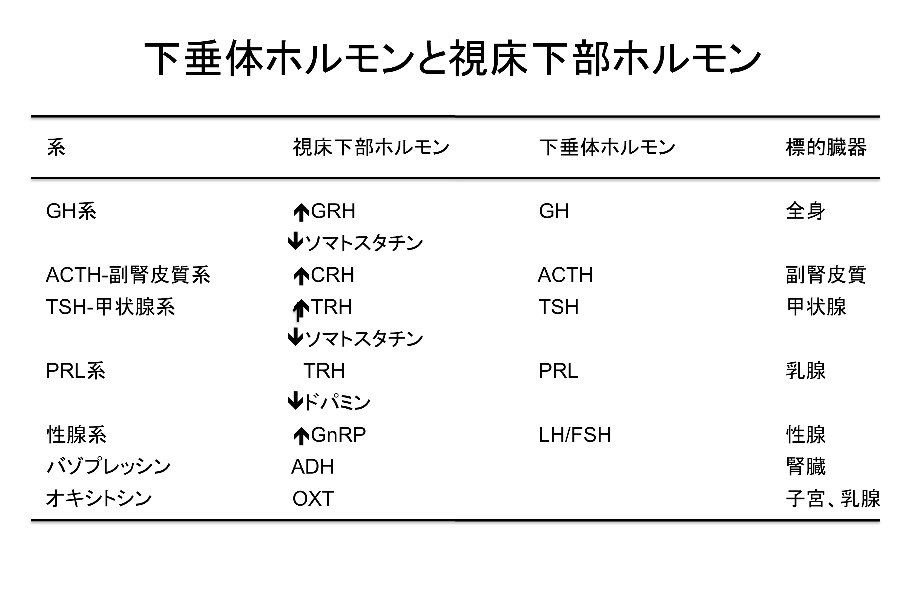 下垂体ホルモンと視床下部ホルモン
系 視床下部ホルモン 下垂体ホルモン 標的臓器
GH系 ↑GRH GH 全身
↓ソマトスタチン
ACTH-副腎皮質系 ↑CRH ACTH 副腎皮質
TSH-甲状腺系 ↑TRH TSH 甲状腺
↓ソマトスタチン
PRL系 TRH PRL 乳腺
↓ドパミン
性腺系 ↑GnRP LH/FSH 性腺
バゾプレッシン ADH 腎臓
オキシトシン OXT 子宮、乳腺